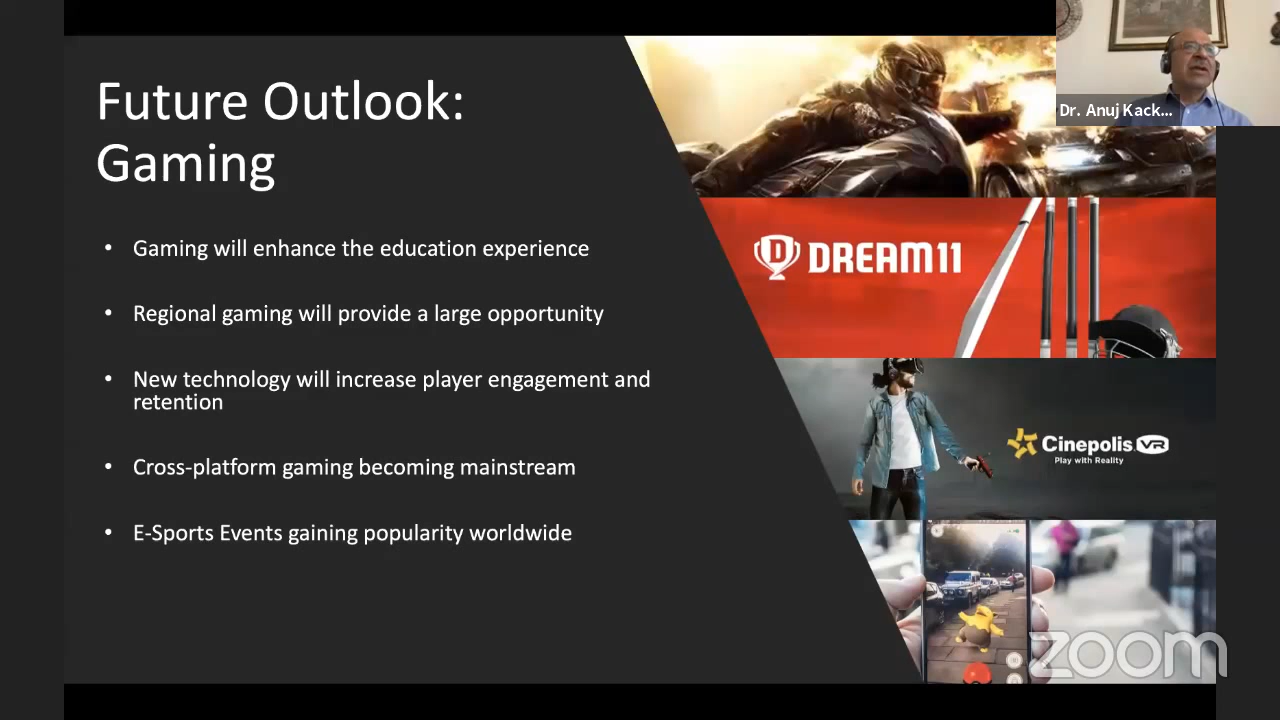 Future Outlook:
Gaming
• Gaming will enhance the education experience
• Regional gaming will provide a large opportunity
• New technology will increase player engagement and
retention
• Cross-platform gaming becoming mainstream
• E-Sports Events gaining popularity worldwide
Dr. Anuj Kack...
D DREAM11
Cinepolis VR
Play with Reality
zoom